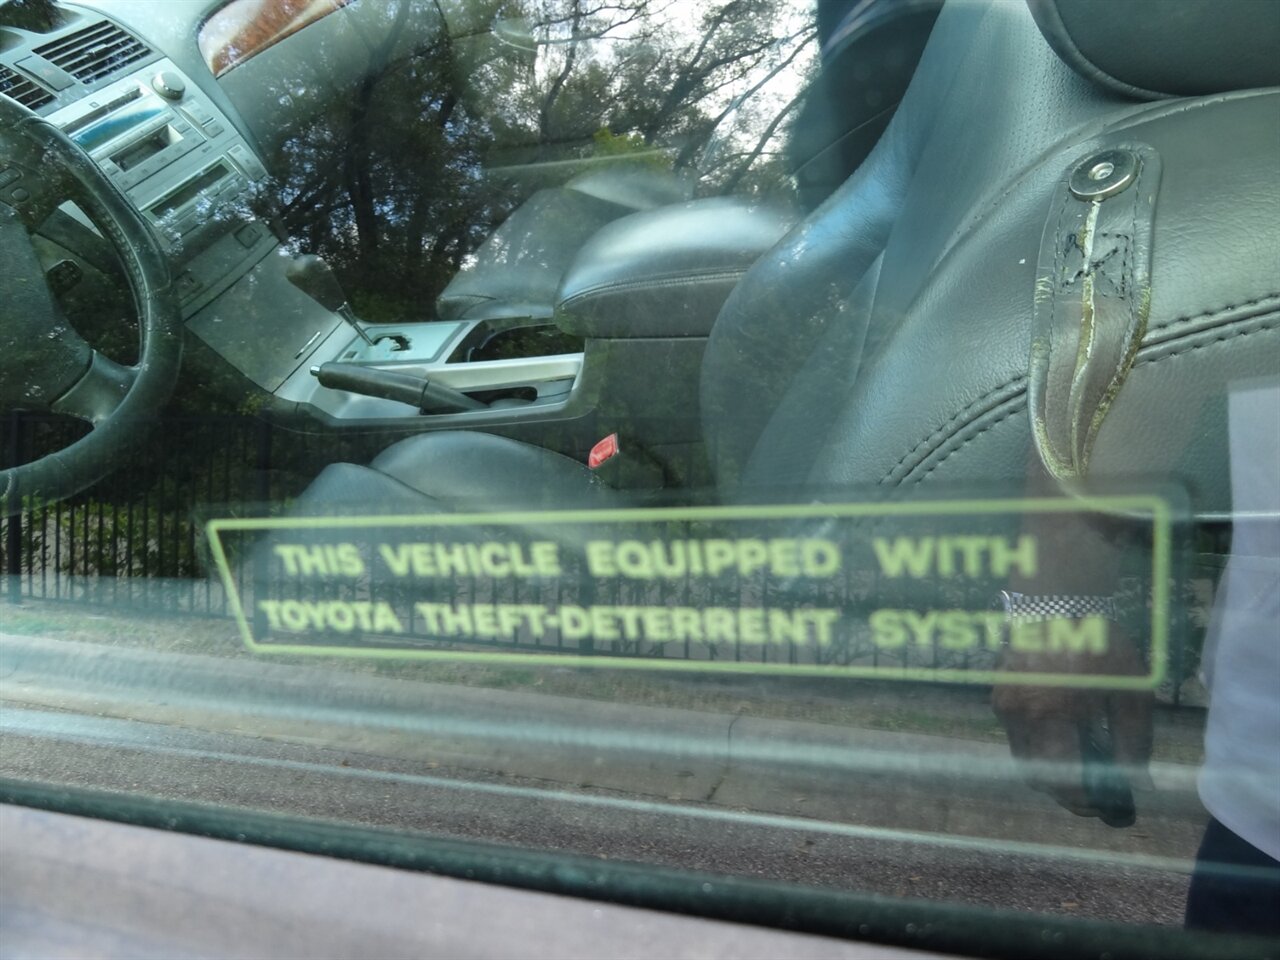 THIS VEHICLE EQUIPPED WITH
TOYOTA THEFT-DETERRENT SYSTEM